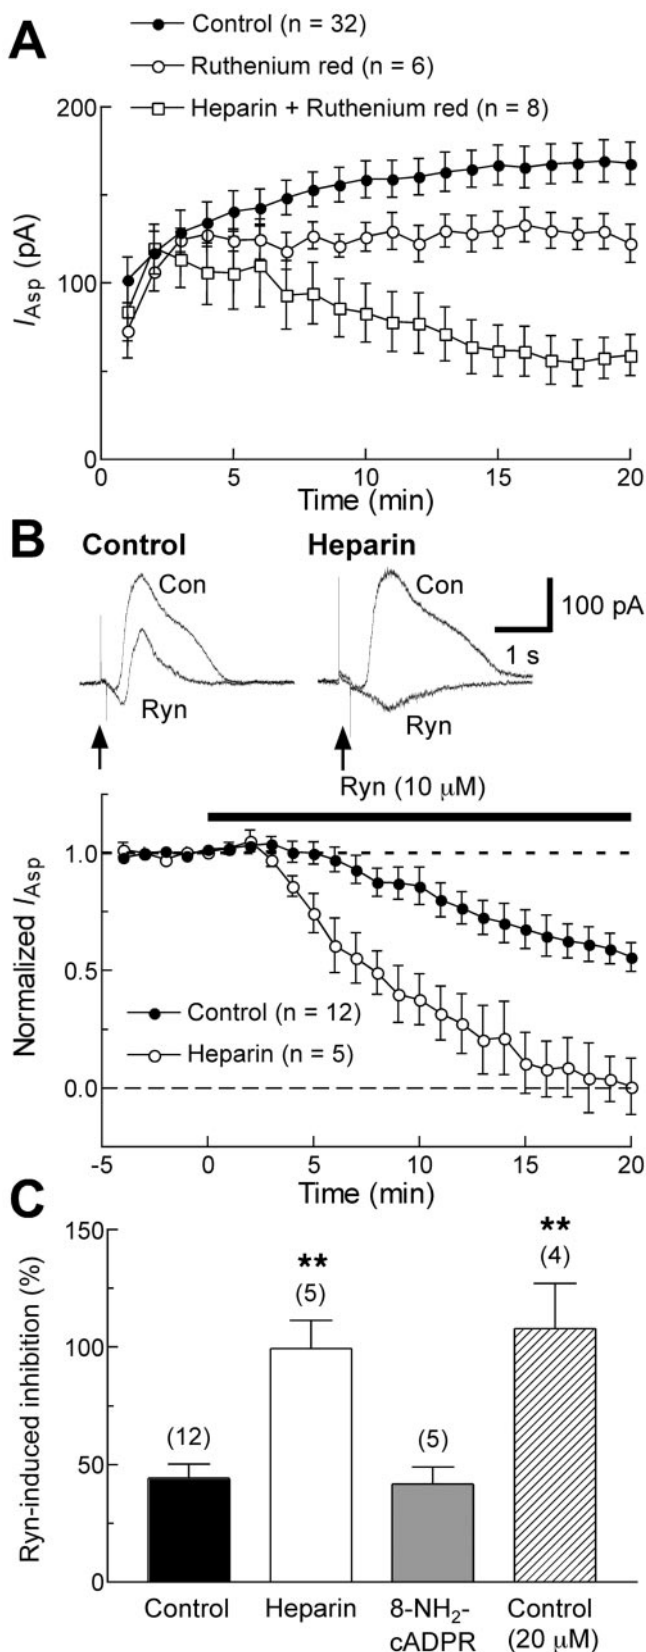 A
Control (n = 32)
Ruthenium red (n = 6)
Heparin + Ruthenium red (n = 8)
200
100
0
I Asp (pA)
0 5 10 15 20
Time (min)
B
Control Heparin
Con Con
100 pA
1 s
Ryn Ryn
Ryn (10 μM)
1.0
0.5
0.0
Normalized I Asp
Control (n = 12)
Heparin (n = 5)
-5 0 5 10 15 20
Time (min)
C
150
100
50
0
Ryn-induced inhibition (%)
** **
(5) (4)
(12) (5)
Control Heparin 8-NH₂- Control
cADPR (20 μM)